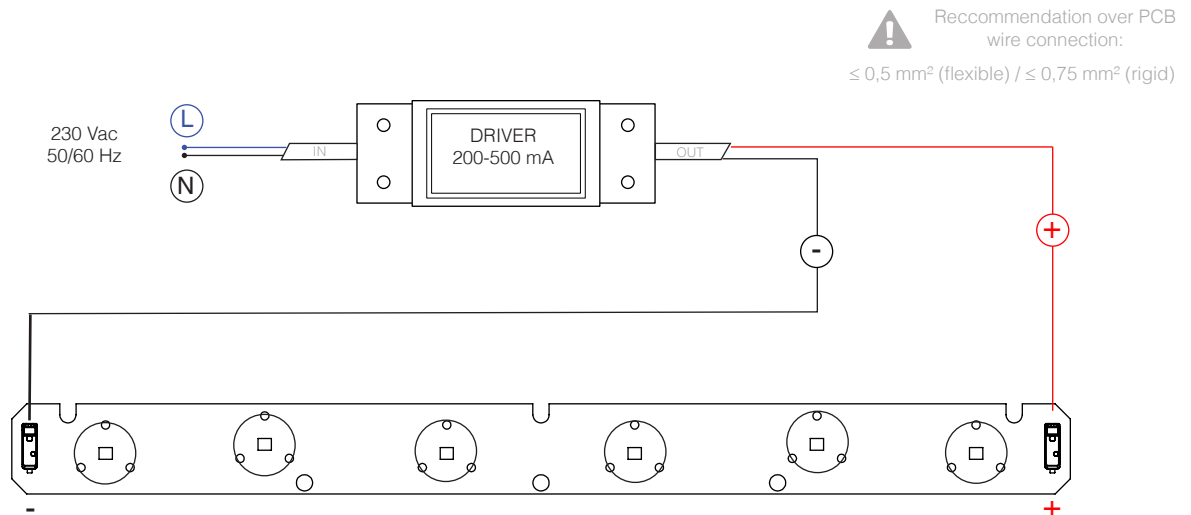 Reccommendation over PCB
wire connection:
≤ 0,5 mm² (flexible) / ≤ 0,75 mm² (rigid)
230 Vac
50/60 Hz
L
N
IN
DRIVER
200-500 mA
OUT
-
+
-
+